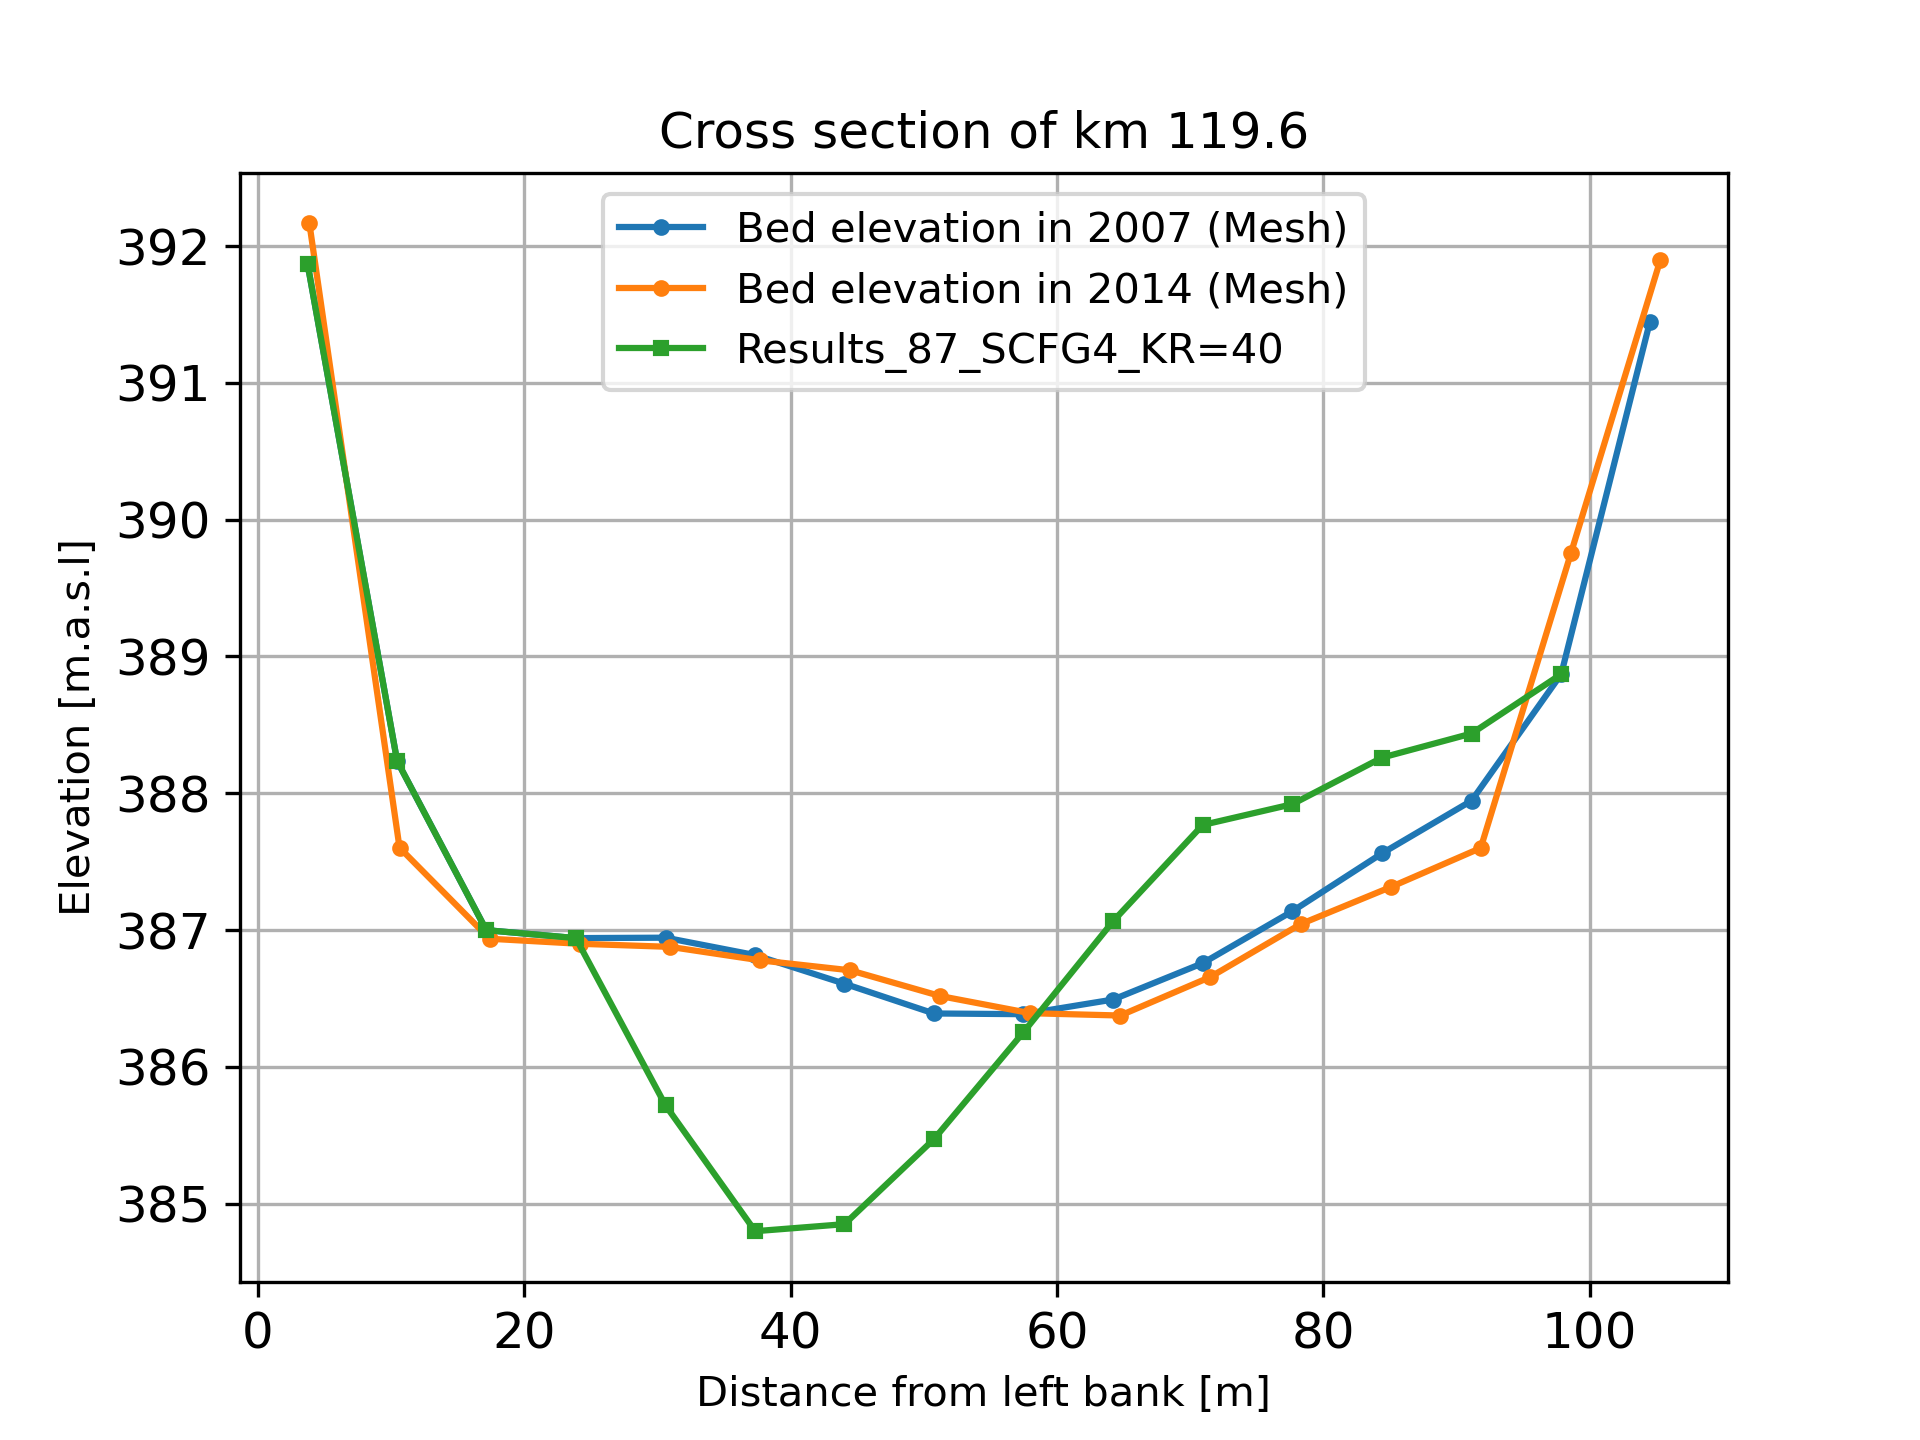 Cross section of km 119.6
Bed elevation in 2007 (Mesh)
Bed elevation in 2014 (Mesh)
Results_87_SCFG4_KR=40
Elevation [m.a.s.l]
392
391
390
389
388
387
386
385
0 20 40 60 80 100
Distance from left bank [m]